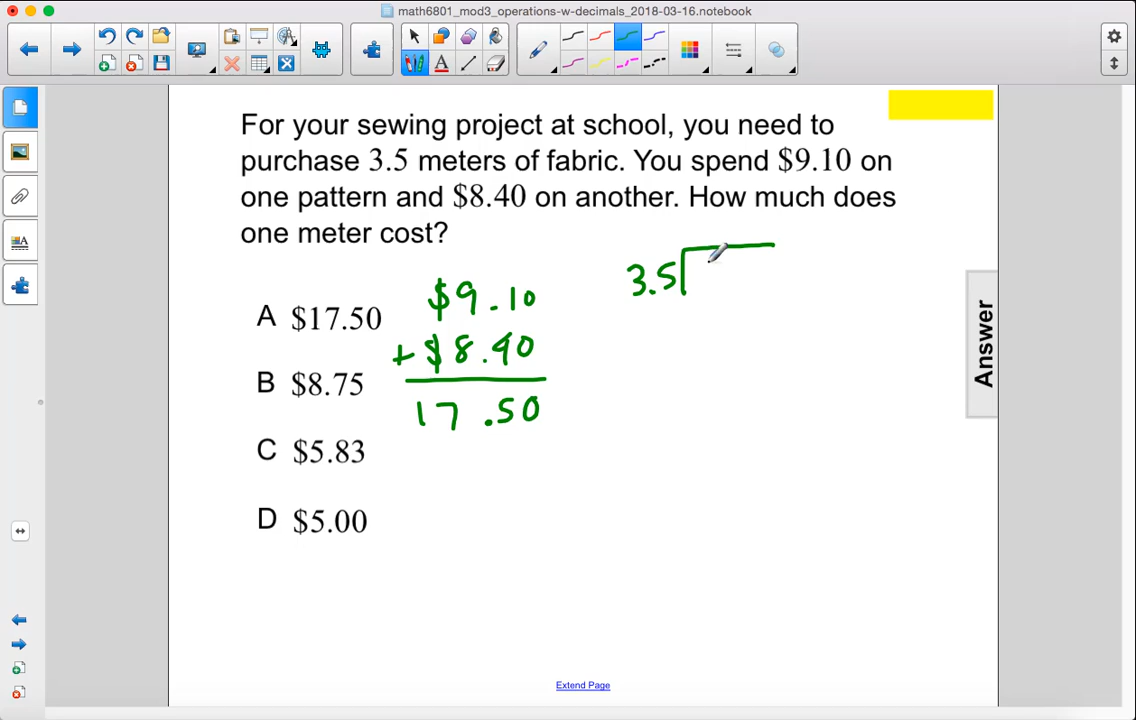 math6801_mod3_operations-w-decimals_2018-03-16.notebook
For your sewing project at school, you need to
purchase 3.5 meters of fabric. You spend $9.10 on
one pattern and $8.40 on another. How much does
one meter cost?
A $17.50
B $8.75
C $5.83
D $5.00
$9.10
+$8.40
17.50
3.5
Answer
Extend Page